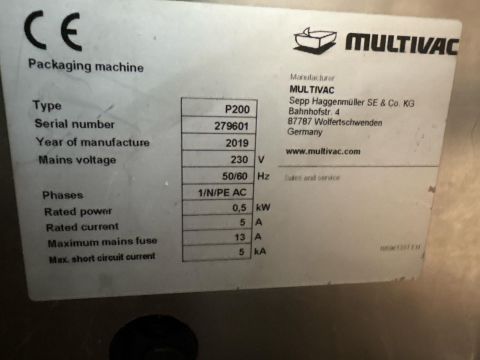 CE
MULTIVAC
Packaging machine
Type P200
Serial number 279601
Year of manufacture 2019
Mains voltage 230 V
50/60 Hz
Phases 1/N/PE AC
Rated power 0,5 kW
Rated current 5 A
Maximum mains fuse 13 A
Max. short circuit current 5 kA
Manufacturer
MULTIVAC
Sepp Haggenmüller SE & Co. KG
Bahnhofstr. 4
87787 Wolfertschwenden
Germany
www.multivac.com
Sales and service